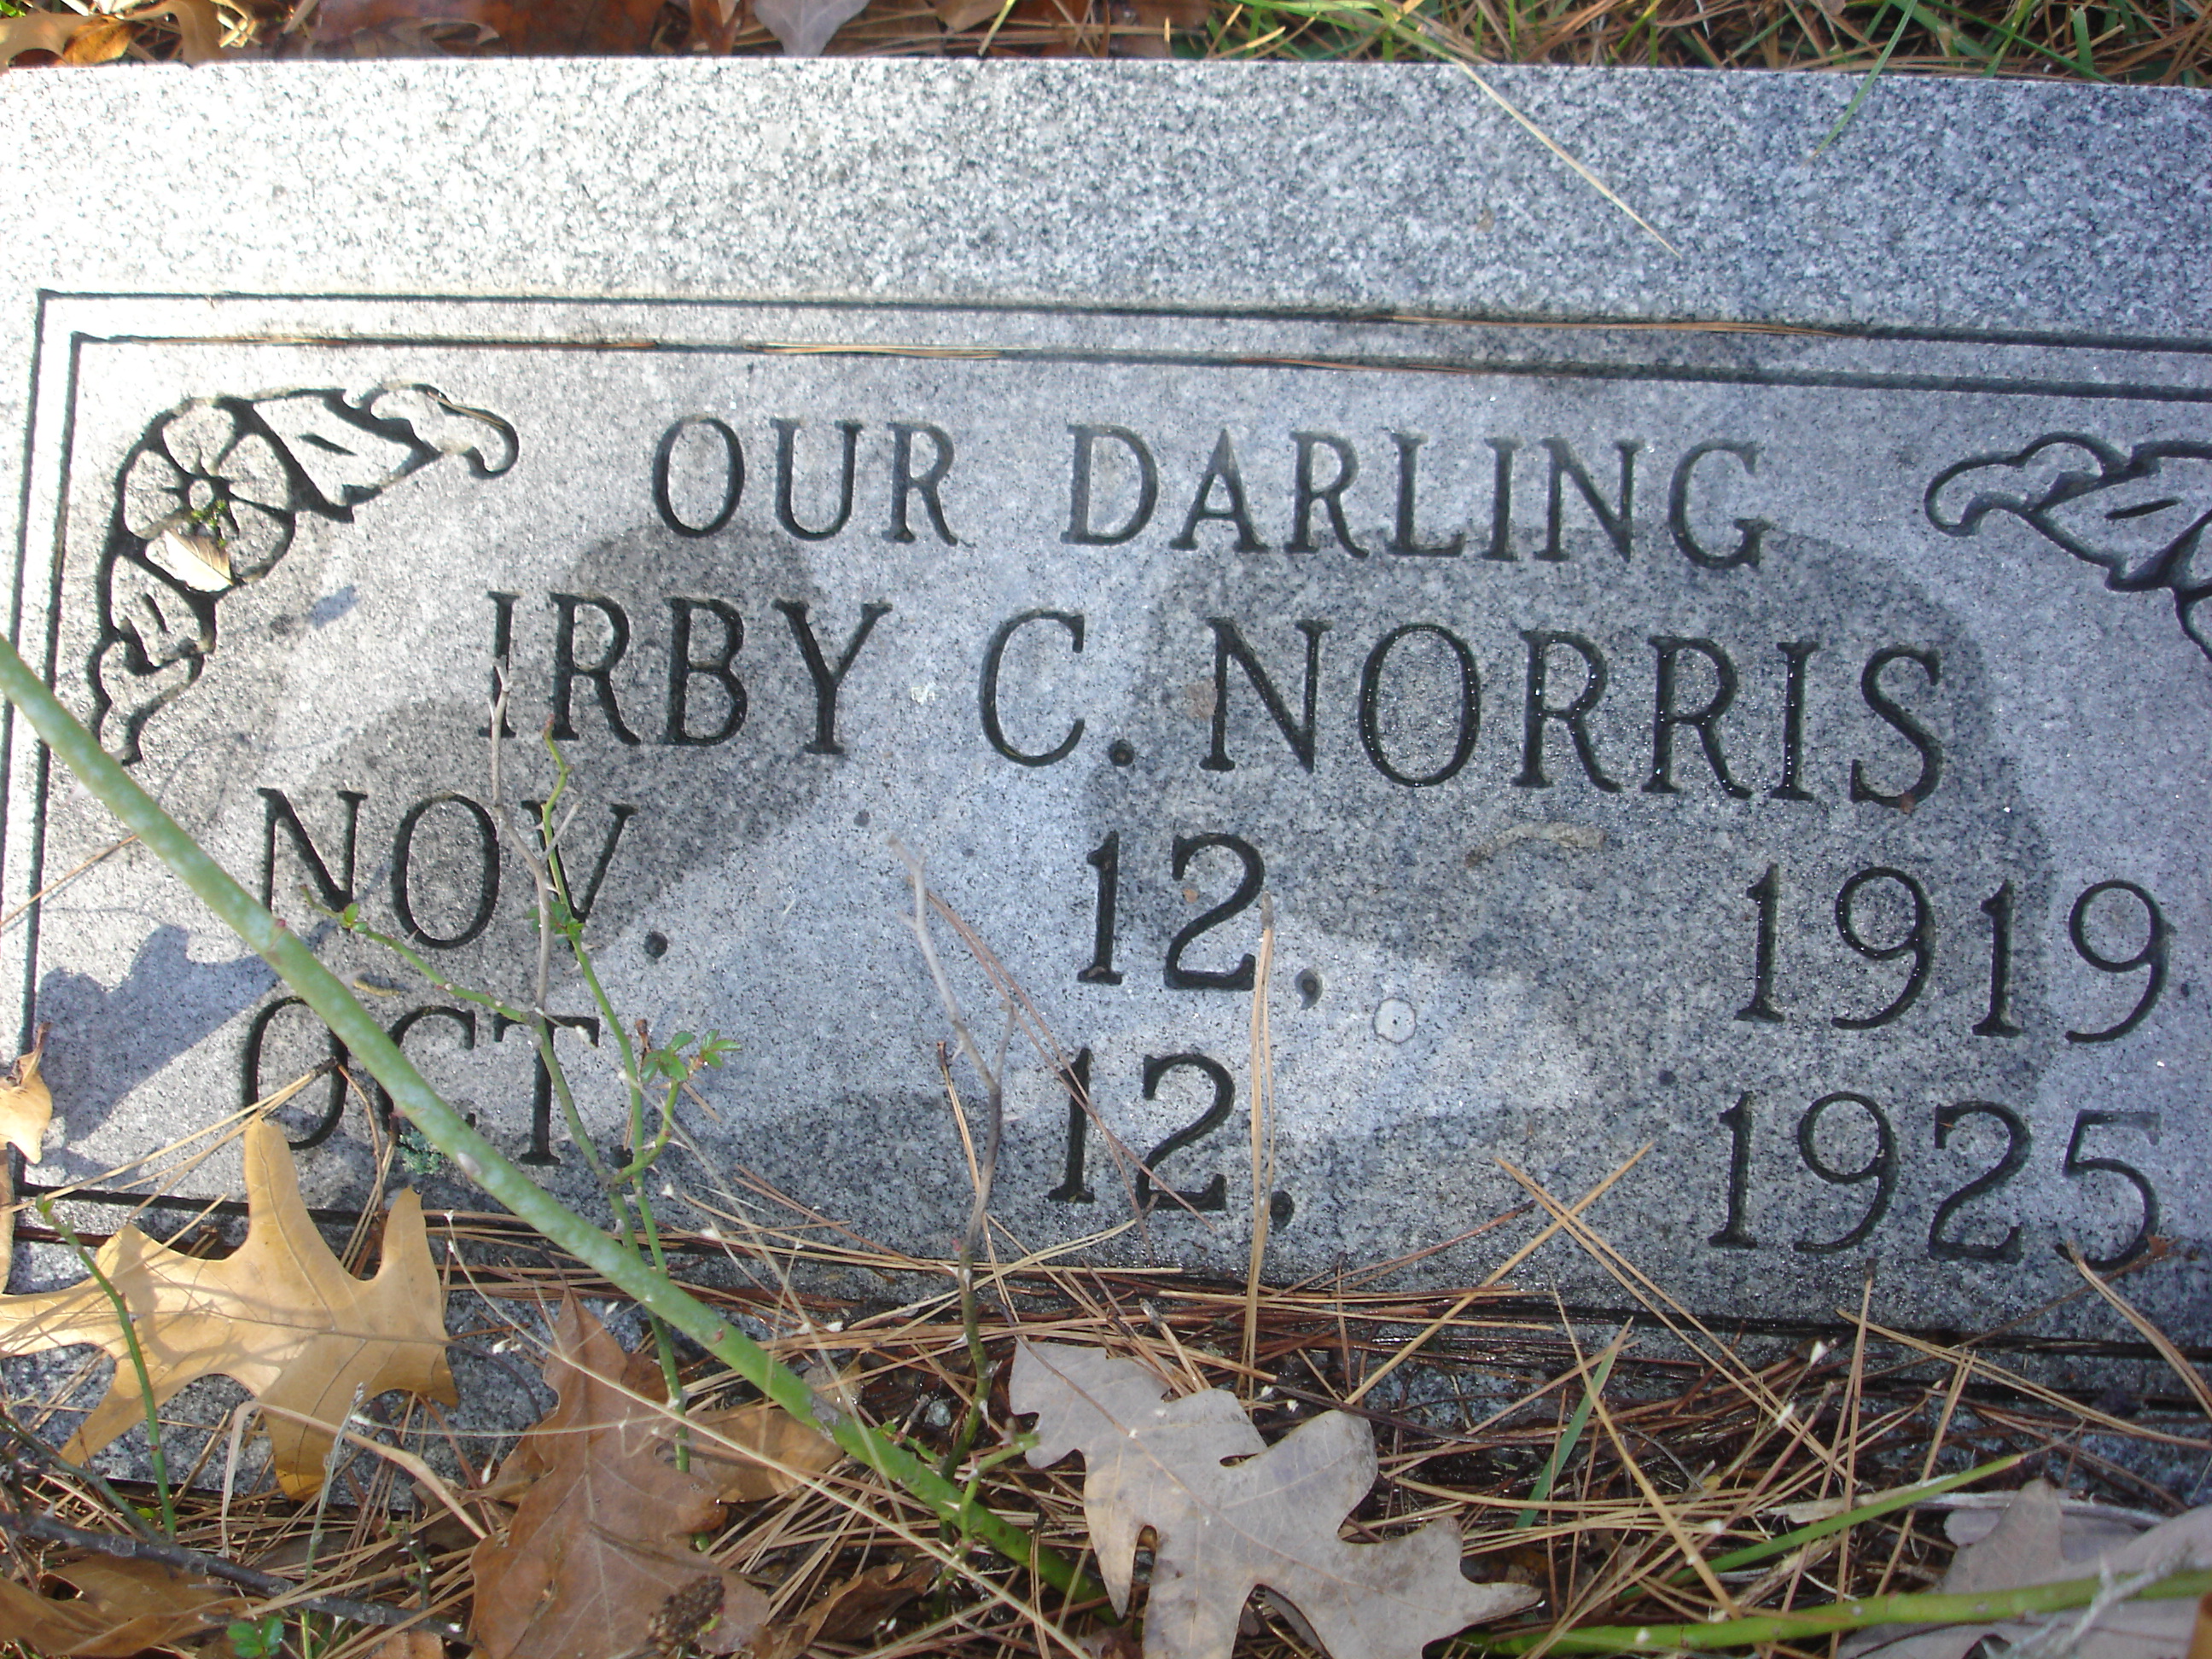 OUR DARLING
IRBY C. NORRIS
NOV. 12, 1919
OCT. 12, 1925